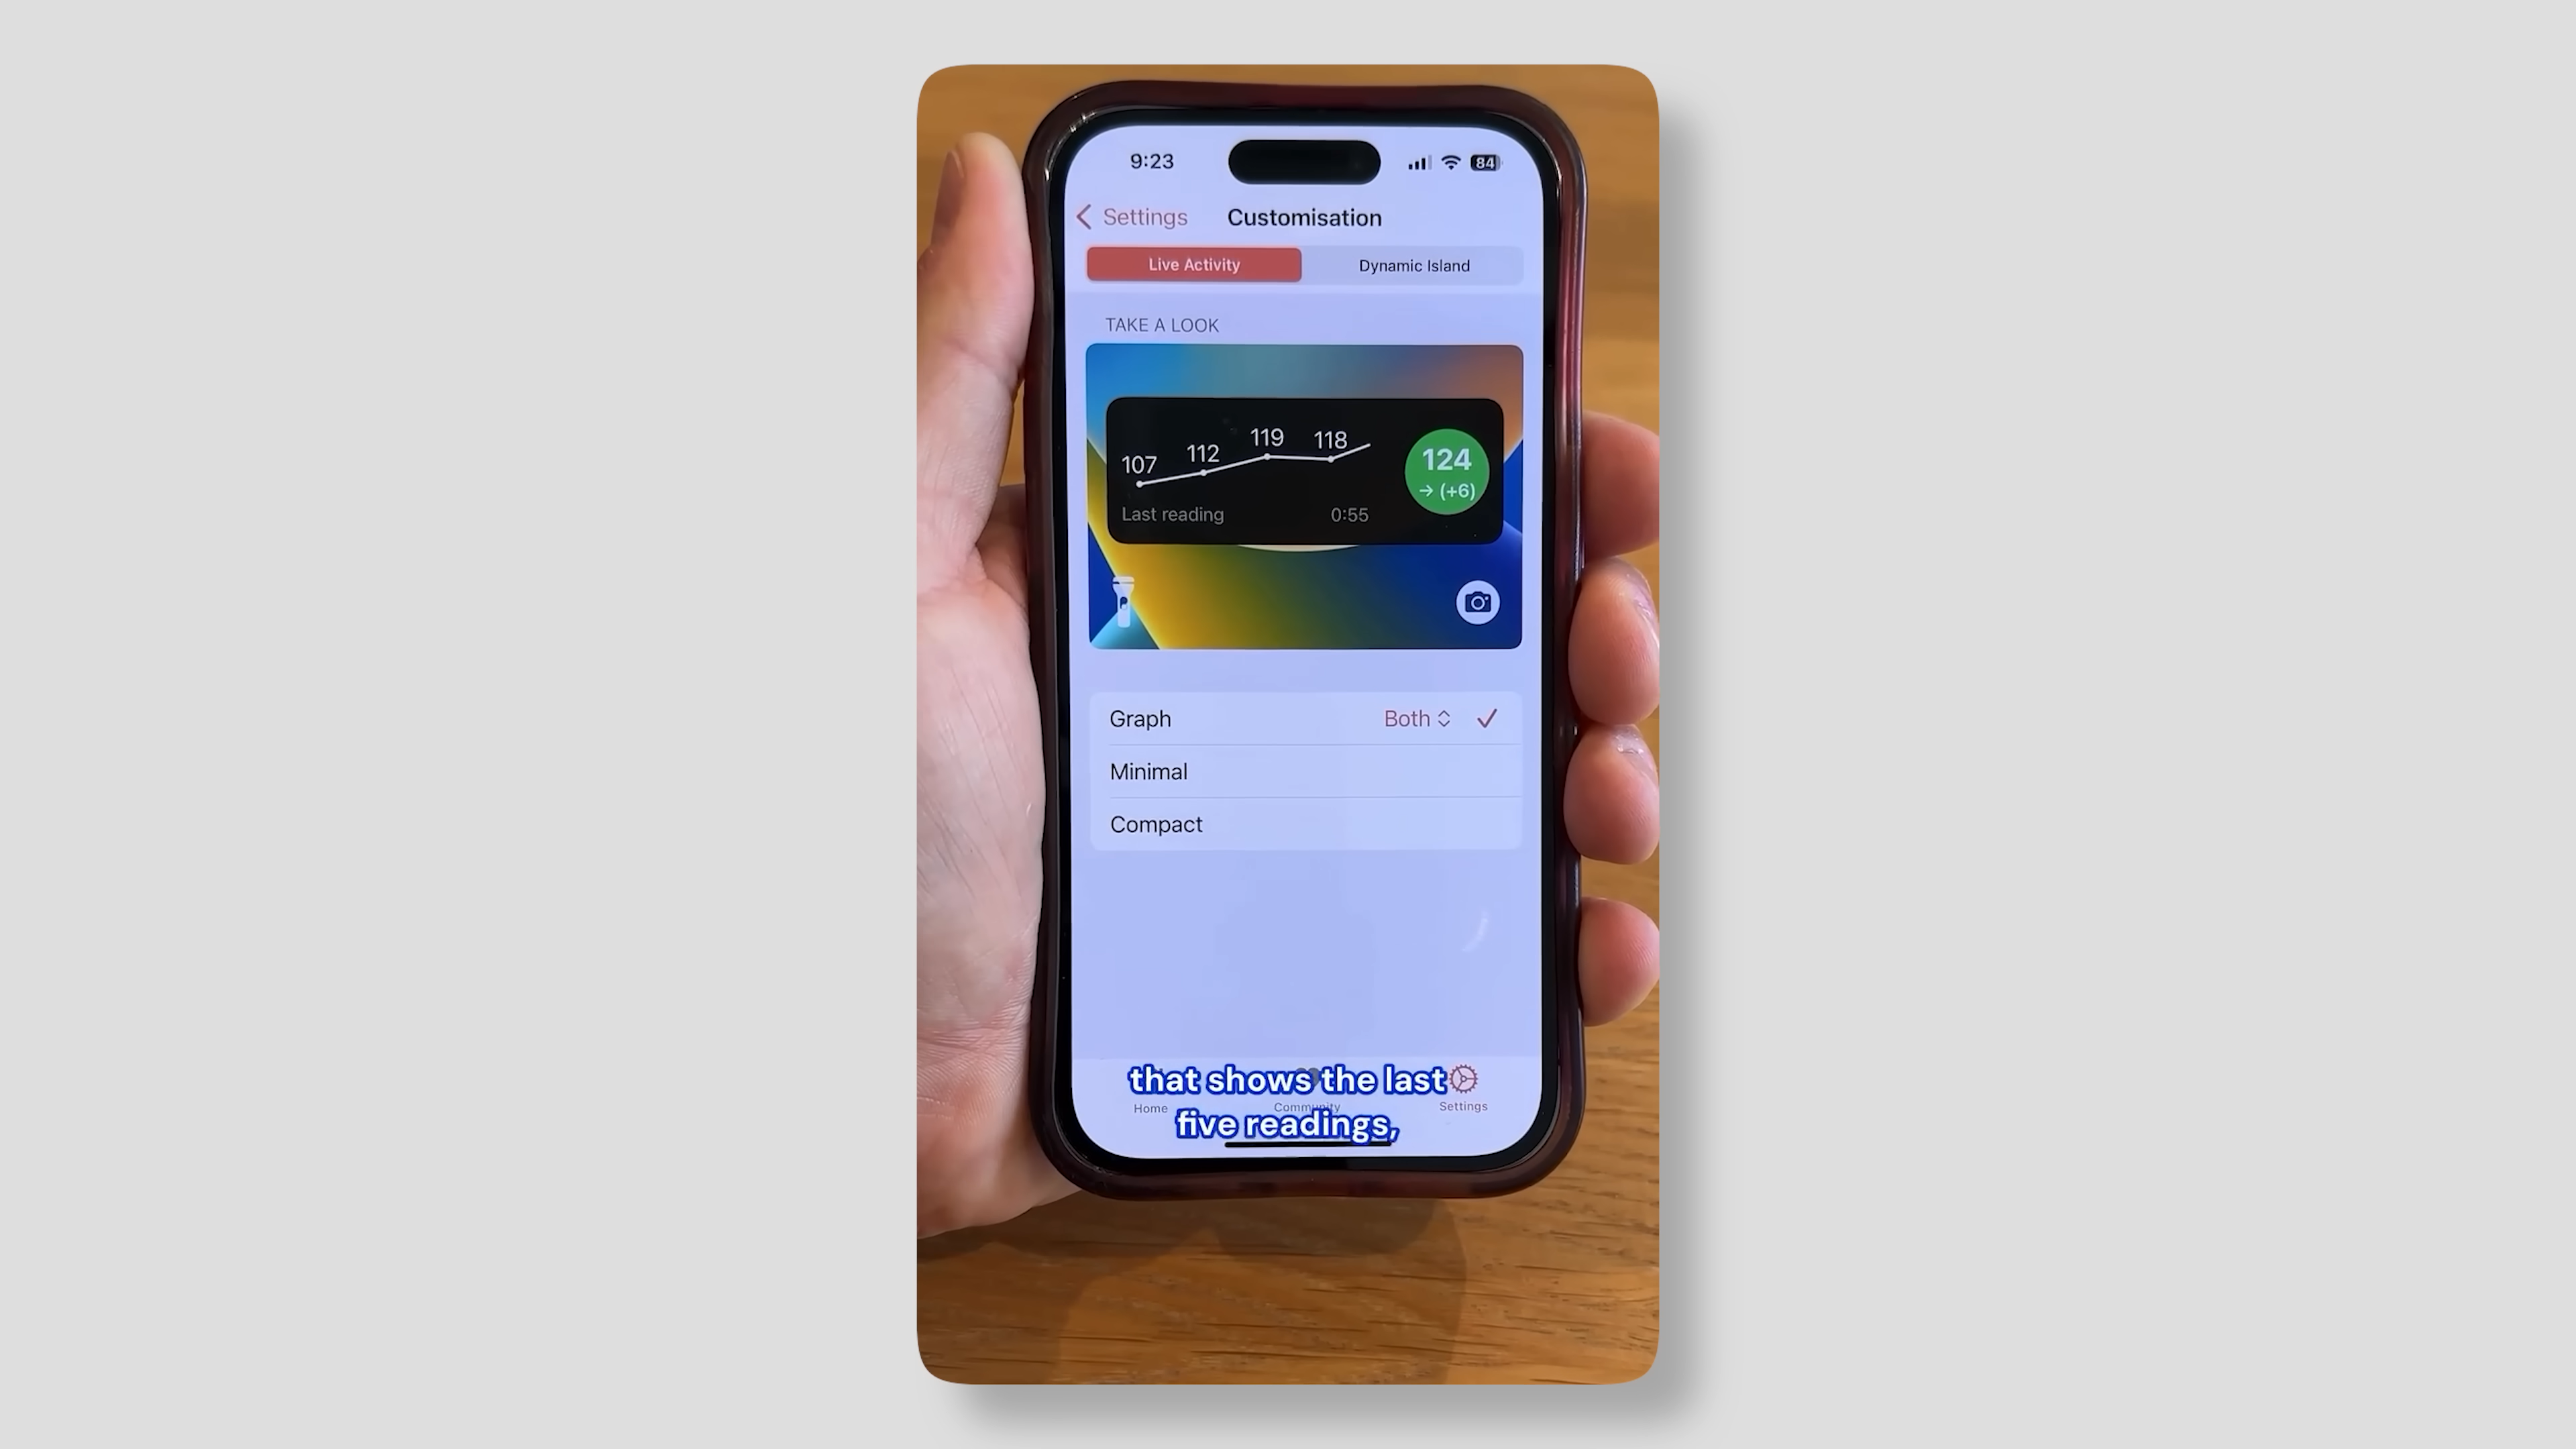 9:23
84
Settings
Customisation
Live Activity
Dynamic Island
TAKE A LOOK
107
112
119
118
124
→ (+6)
Last reading
0:55
Graph
Both
Minimal
Compact
that shows the last
five readings,
Home
Community
Settings